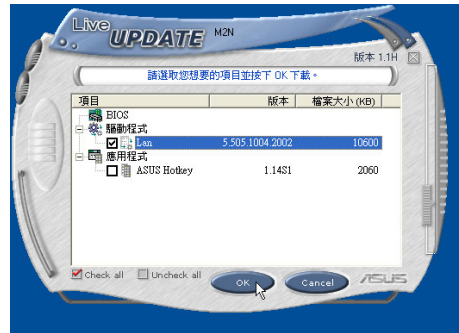 Live UPDATE M2N
版本 1.1H
請選取您想要的項目並按下 OK 下載。
項目 版本 檔案大小 (KB)
BIOS
驅動程式
Lan 5.505.1004.2002 10600
應用程式
ASUS Hotkey 1.14S1 2060
Check all Uncheck all OK Cancel ASUS